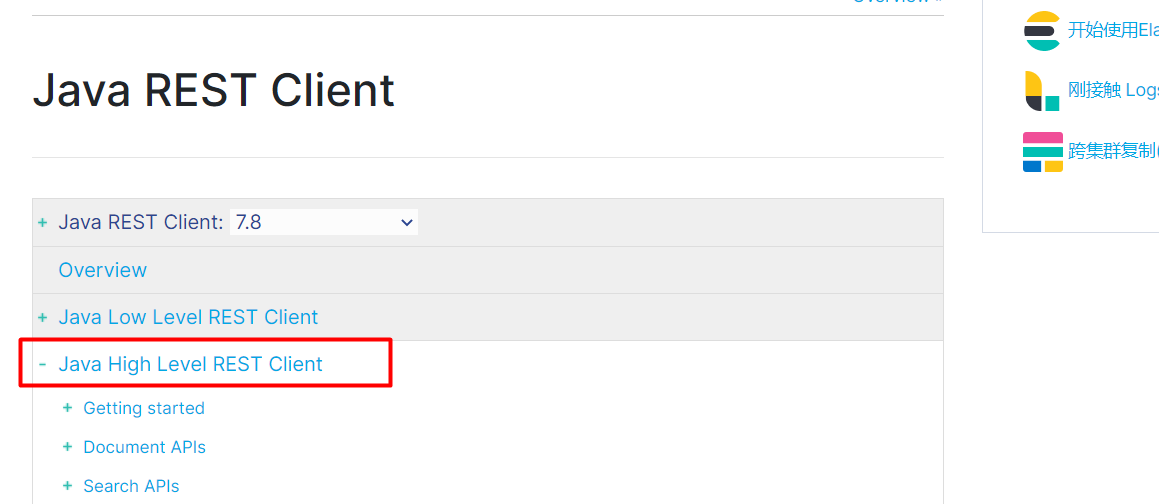 Java REST Client
+ Java REST Client: 7.8
Overview
+ Java Low Level REST Client
- Java High Level REST Client
+ Getting started
+ Document APIs
+ Search APIs
开始使用Ela
刚接触 Logs
跨集群复制